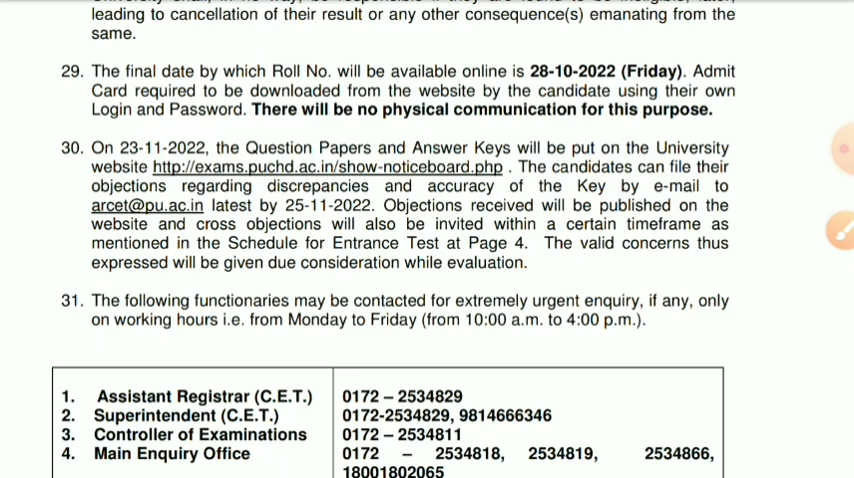 leading to cancellation of their result or any other consequence(s) emanating from the
same.
29. The final date by which Roll No. will be available online is 28-10-2022 (Friday). Admit
Card required to be downloaded from the website by the candidate using their own
Login and Password. There will be no physical communication for this purpose.
30. On 23-11-2022, the Question Papers and Answer Keys will be put on the University
website http://exams.puchd.ac.in/show-noticeboard.php . The candidates can file their
objections regarding discrepancies and accuracy of the Key by e-mail to
arcet@pu.ac.in latest by 25-11-2022. Objections received will be published on the
website and cross objections will also be invited within a certain timeframe as
mentioned in the Schedule for Entrance Test at Page 4. The valid concerns thus
expressed will be given due consideration while evaluation.
31. The following functionaries may be contacted for extremely urgent enquiry, if any, only
on working hours i.e. from Monday to Friday (from 10:00 a.m. to 4:00 p.m.).
1. Assistant Registrar (C.E.T.) 0172 – 2534829
2. Superintendent (C.E.T.) 0172-2534829, 9814666346
3. Controller of Examinations 0172 – 2534811
4. Main Enquiry Office 0172 – 2534818, 2534819, 2534866,
18001802065